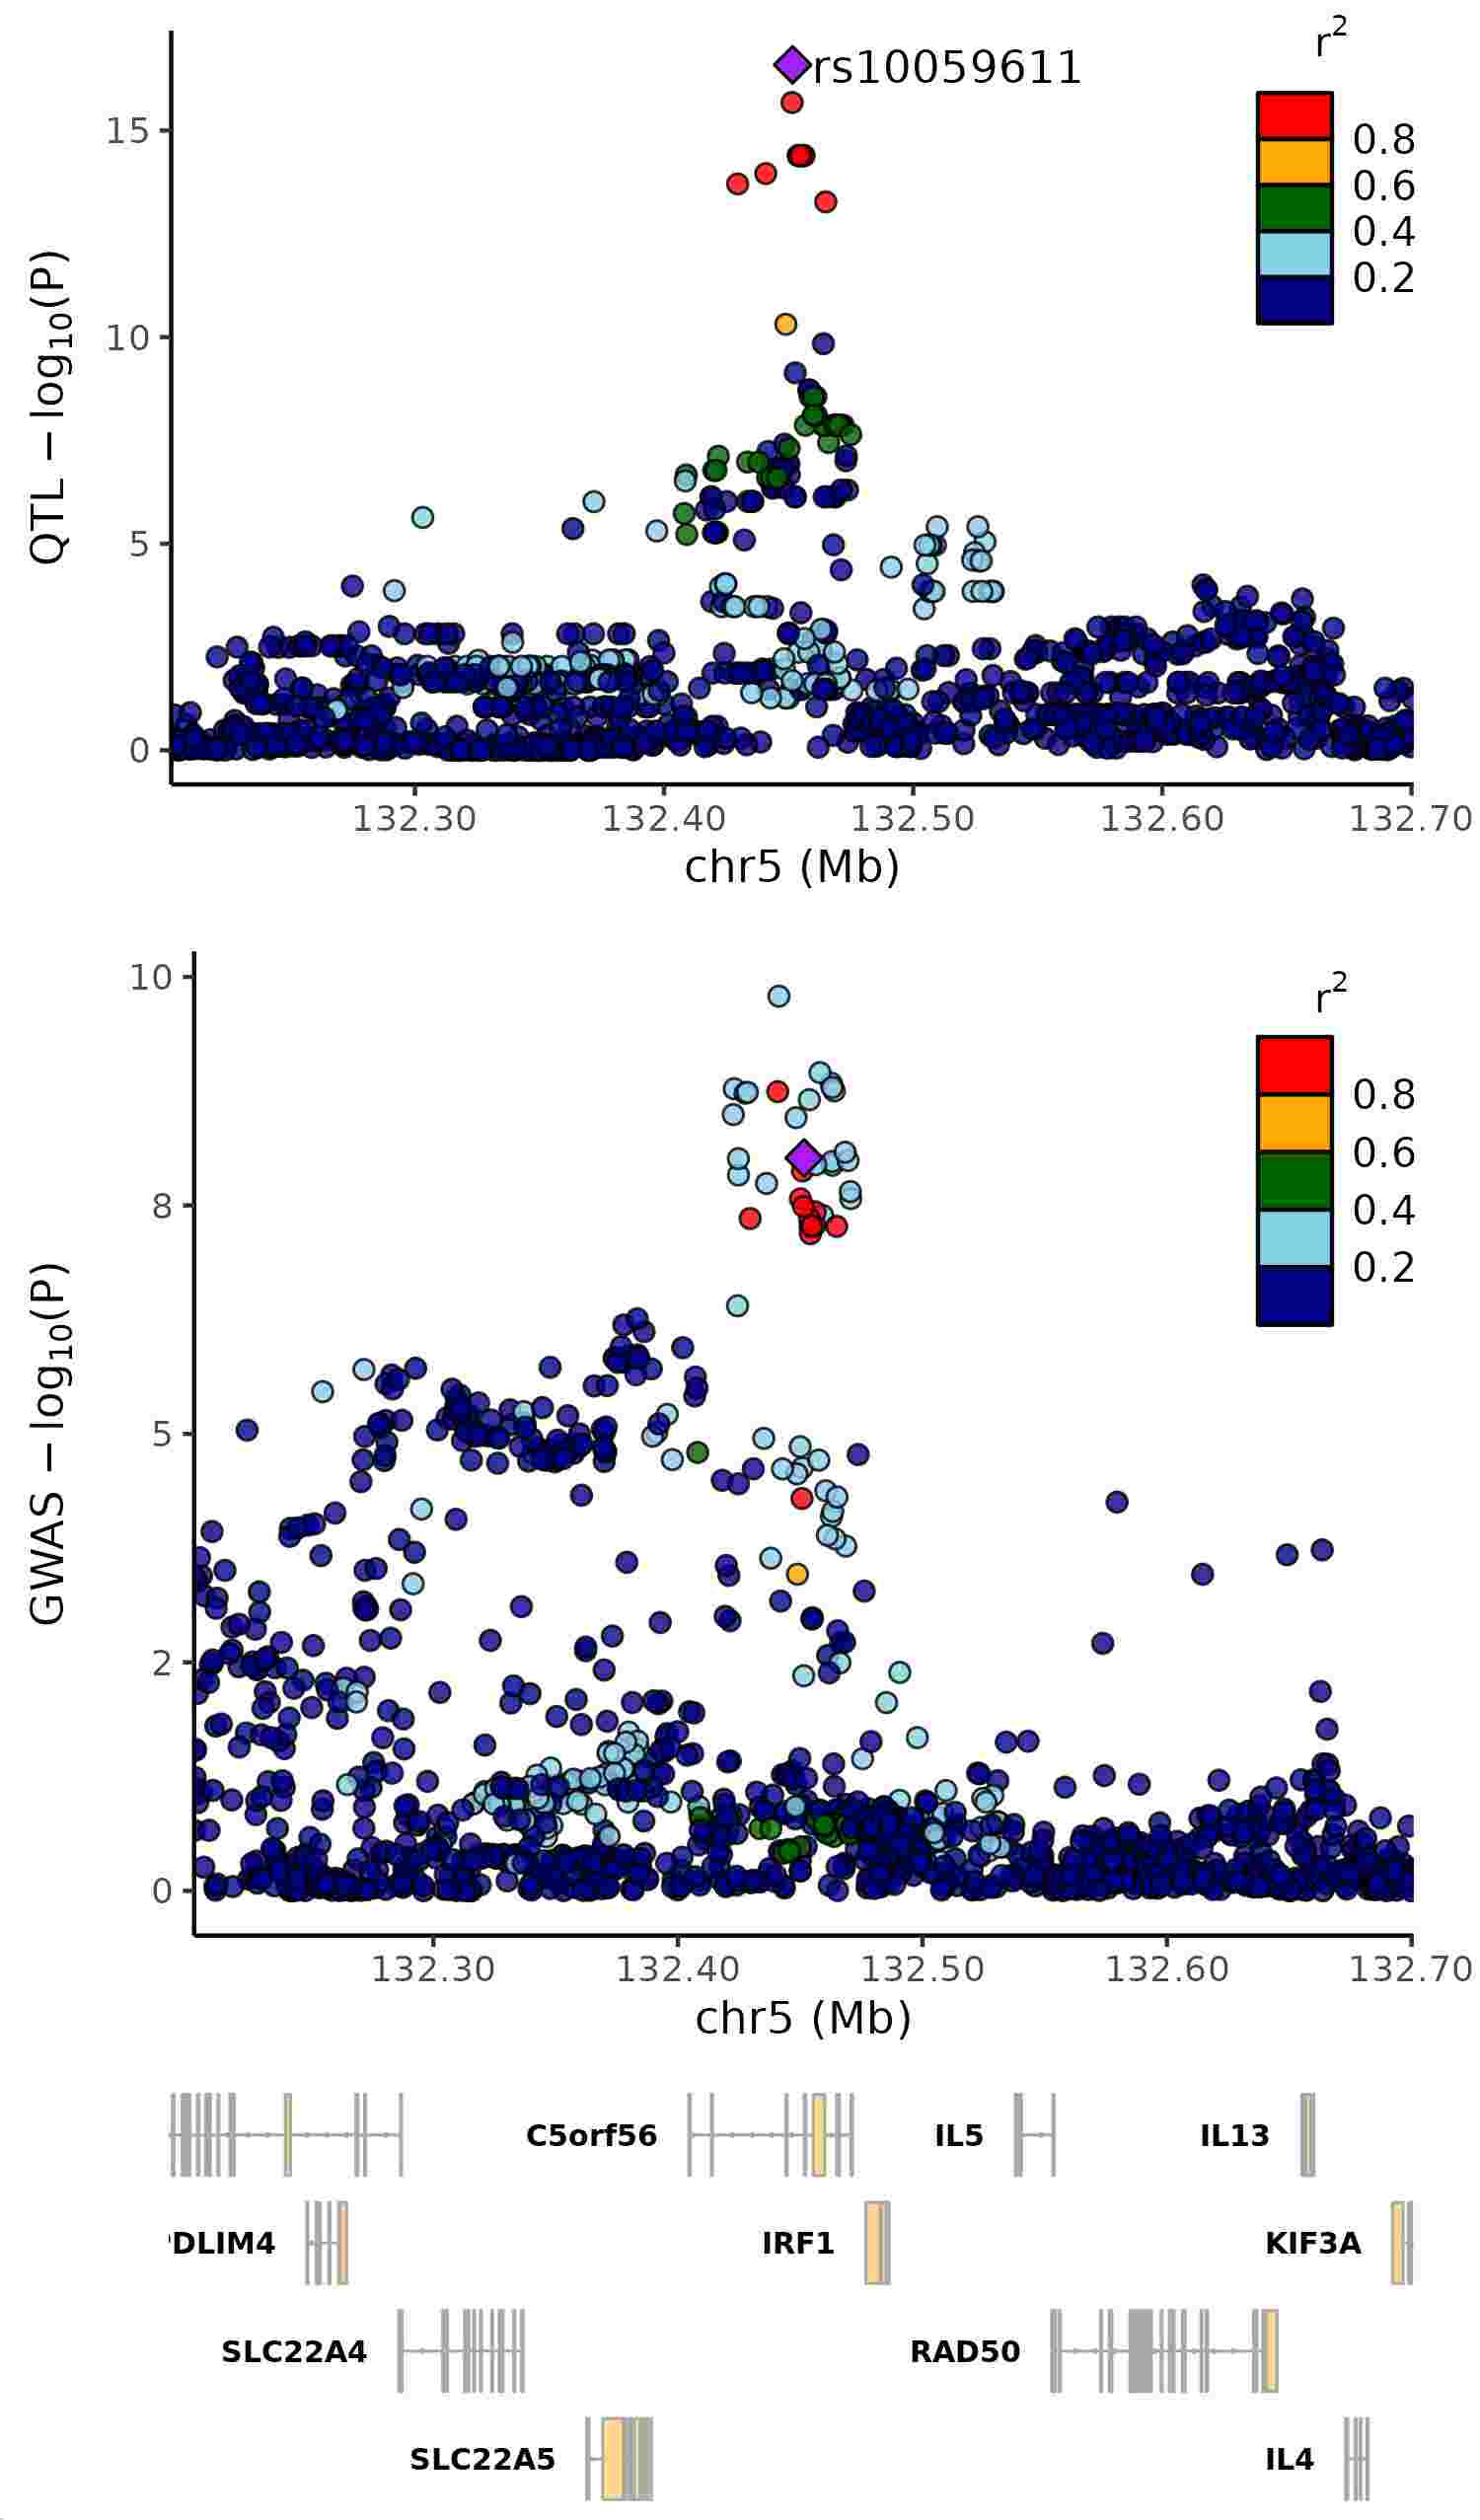 rs10059611
r²
0.8
0.6
0.4
0.2
15
10
5
0
QTL − log₁₀(P)
132.30 132.40 132.50 132.60 132.70
chr5 (Mb)
r²
0.8
0.6
0.4
0.2
10
8
5
2
0
GWAS − log₁₀(P)
132.30 132.40 132.50 132.60 132.70
chr5 (Mb)
C5orf56 IL5 IL13
DLIM4 IRF1 KIF3A
SLC22A4 RAD50
SLC22A5 IL4